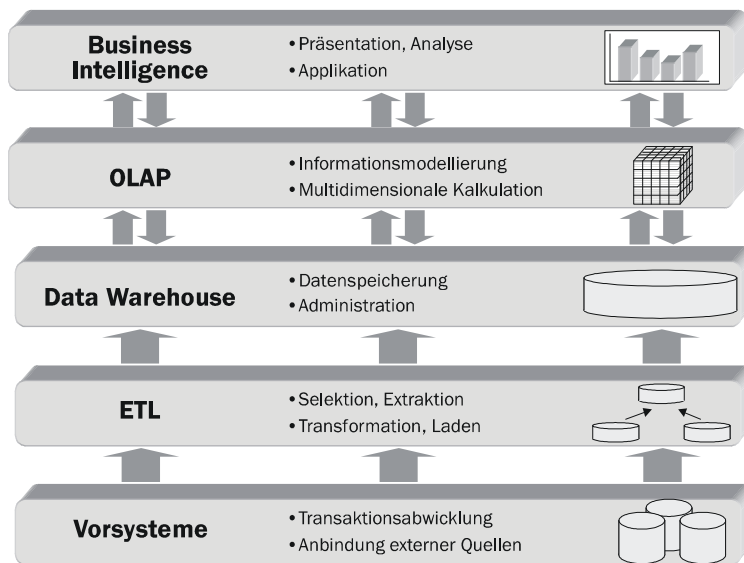 Business
Intelligence
•Präsentation, Analyse
•Applikation
OLAP
•Informationsmodellierung
•Multidimensionale Kalkulation
Data Warehouse
•Datenspeicherung
•Administration
ETL
•Selektion, Extraktion
•Transformation, Laden
Vorsysteme
•Transaktionsabwicklung
•Anbindung externer Quellen